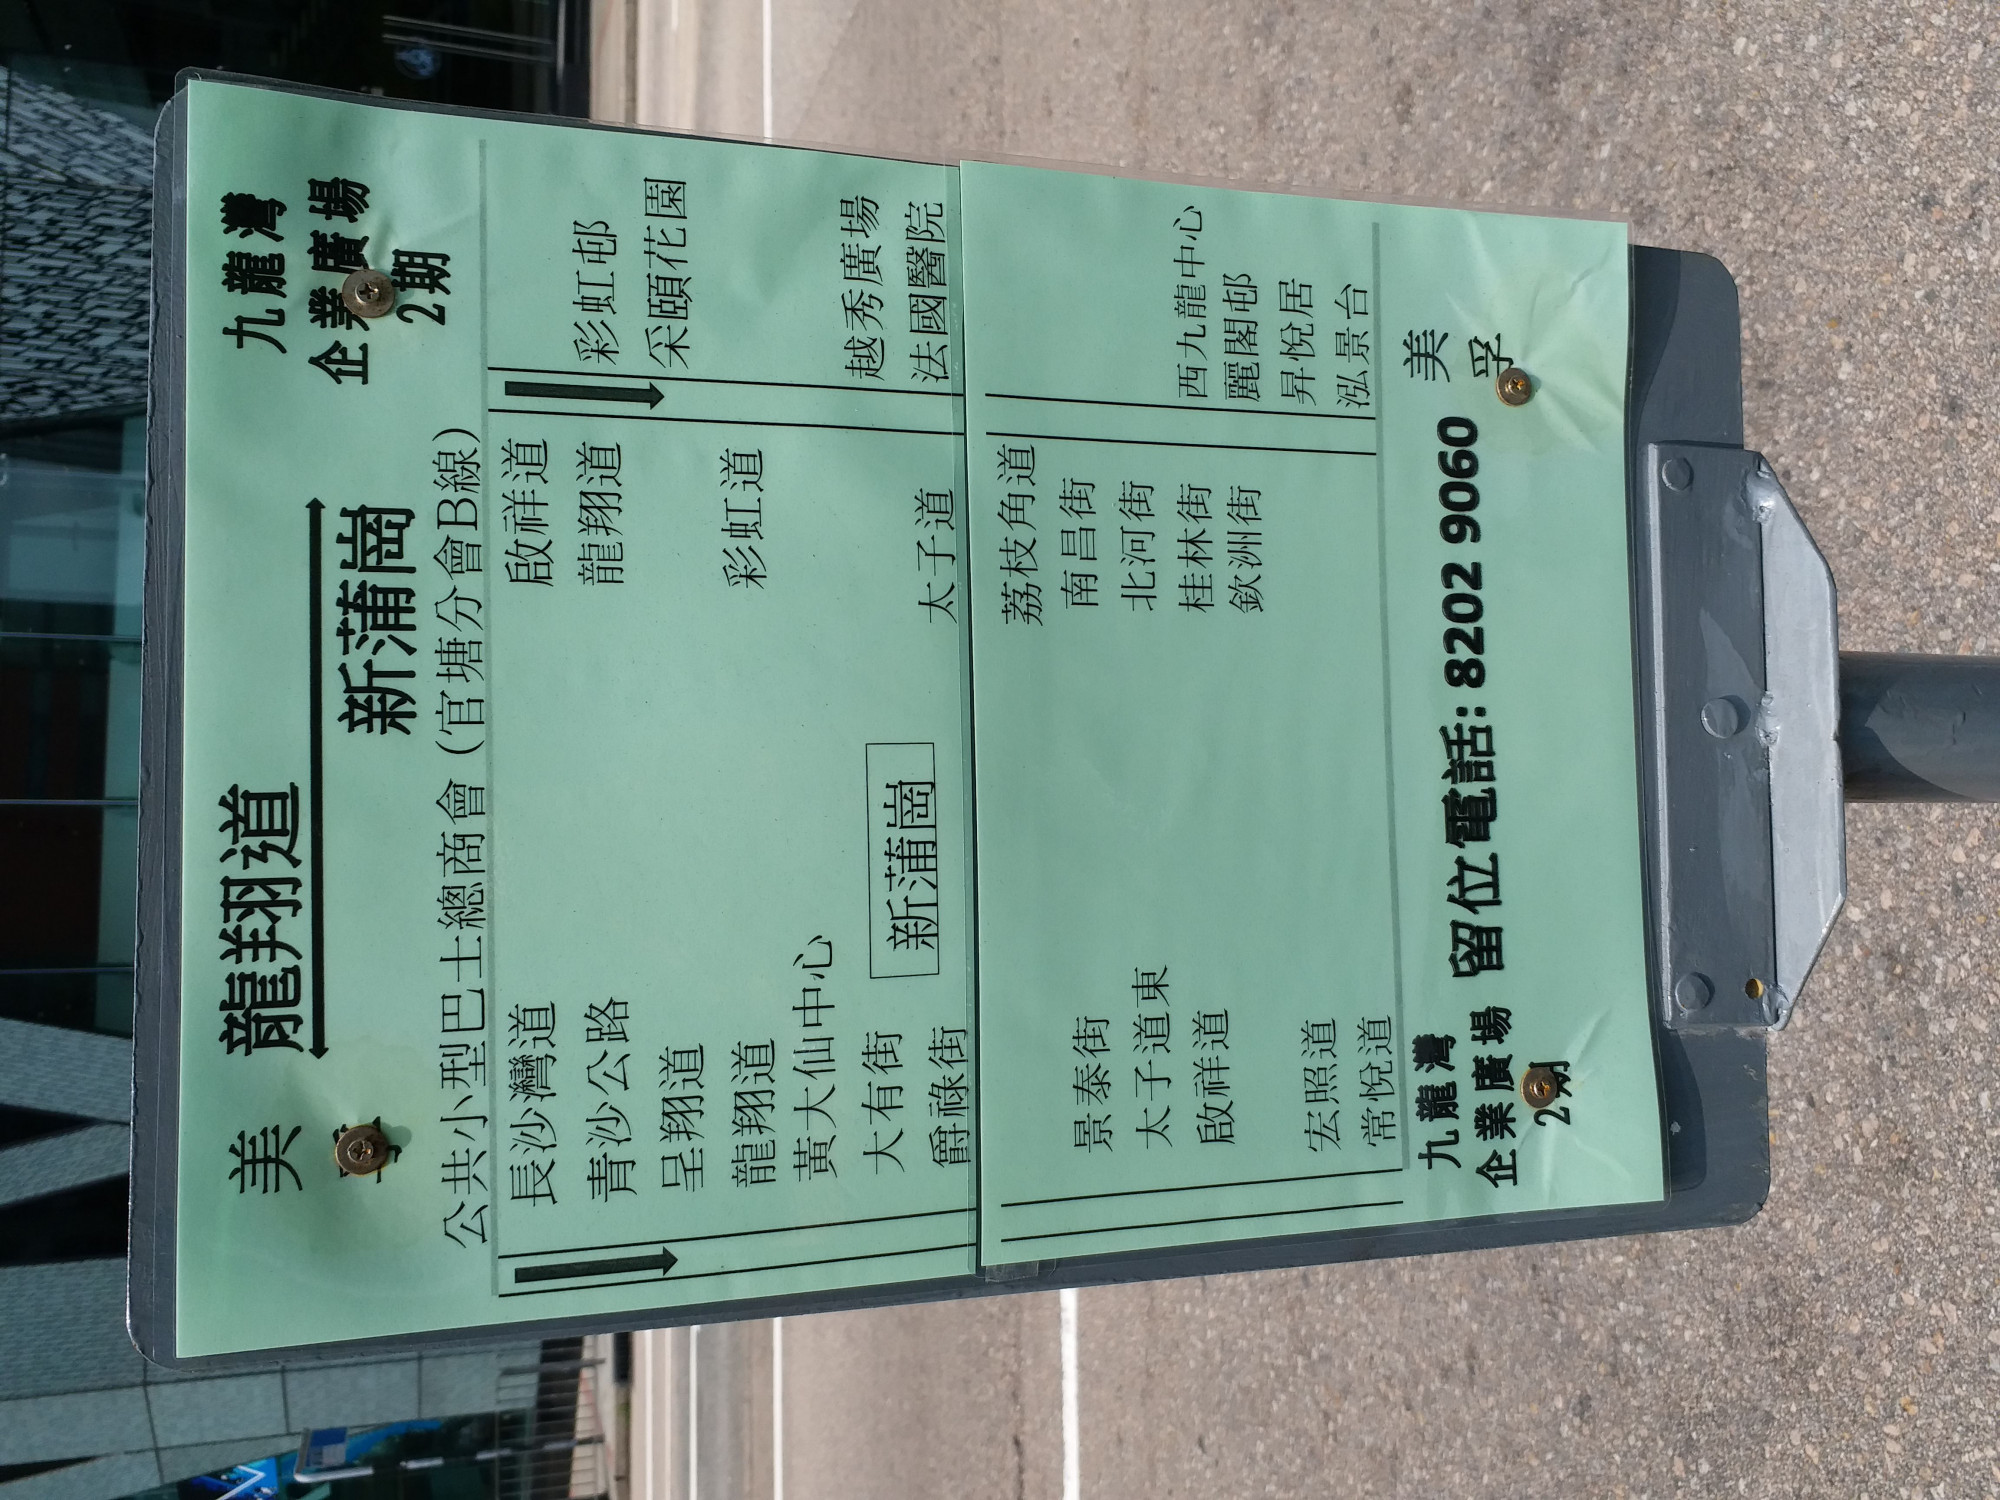 美孚
龍翔道
新蒲崗
九龍灣
企業廣場
2期
公共小型巴士總商會（官塘分會B線）
長沙灣道
青沙公路
呈翔道
龍翔道
黃大仙中心
大有街
爵祿街
景泰街
太子道東
啟祥道
宏照道
常悅道
九龍灣
企業廣場
2期
新蒲崗
啟祥道
龍翔道
彩虹道
太子道
荔枝角道
南昌街
北河街
桂林街
欽洲街
彩虹邨
采頤花園
越秀廣場
法國醫院
西九龍中心
麗閣邨
昇悅居
泓景台
美孚
留位電話: 8202 9060